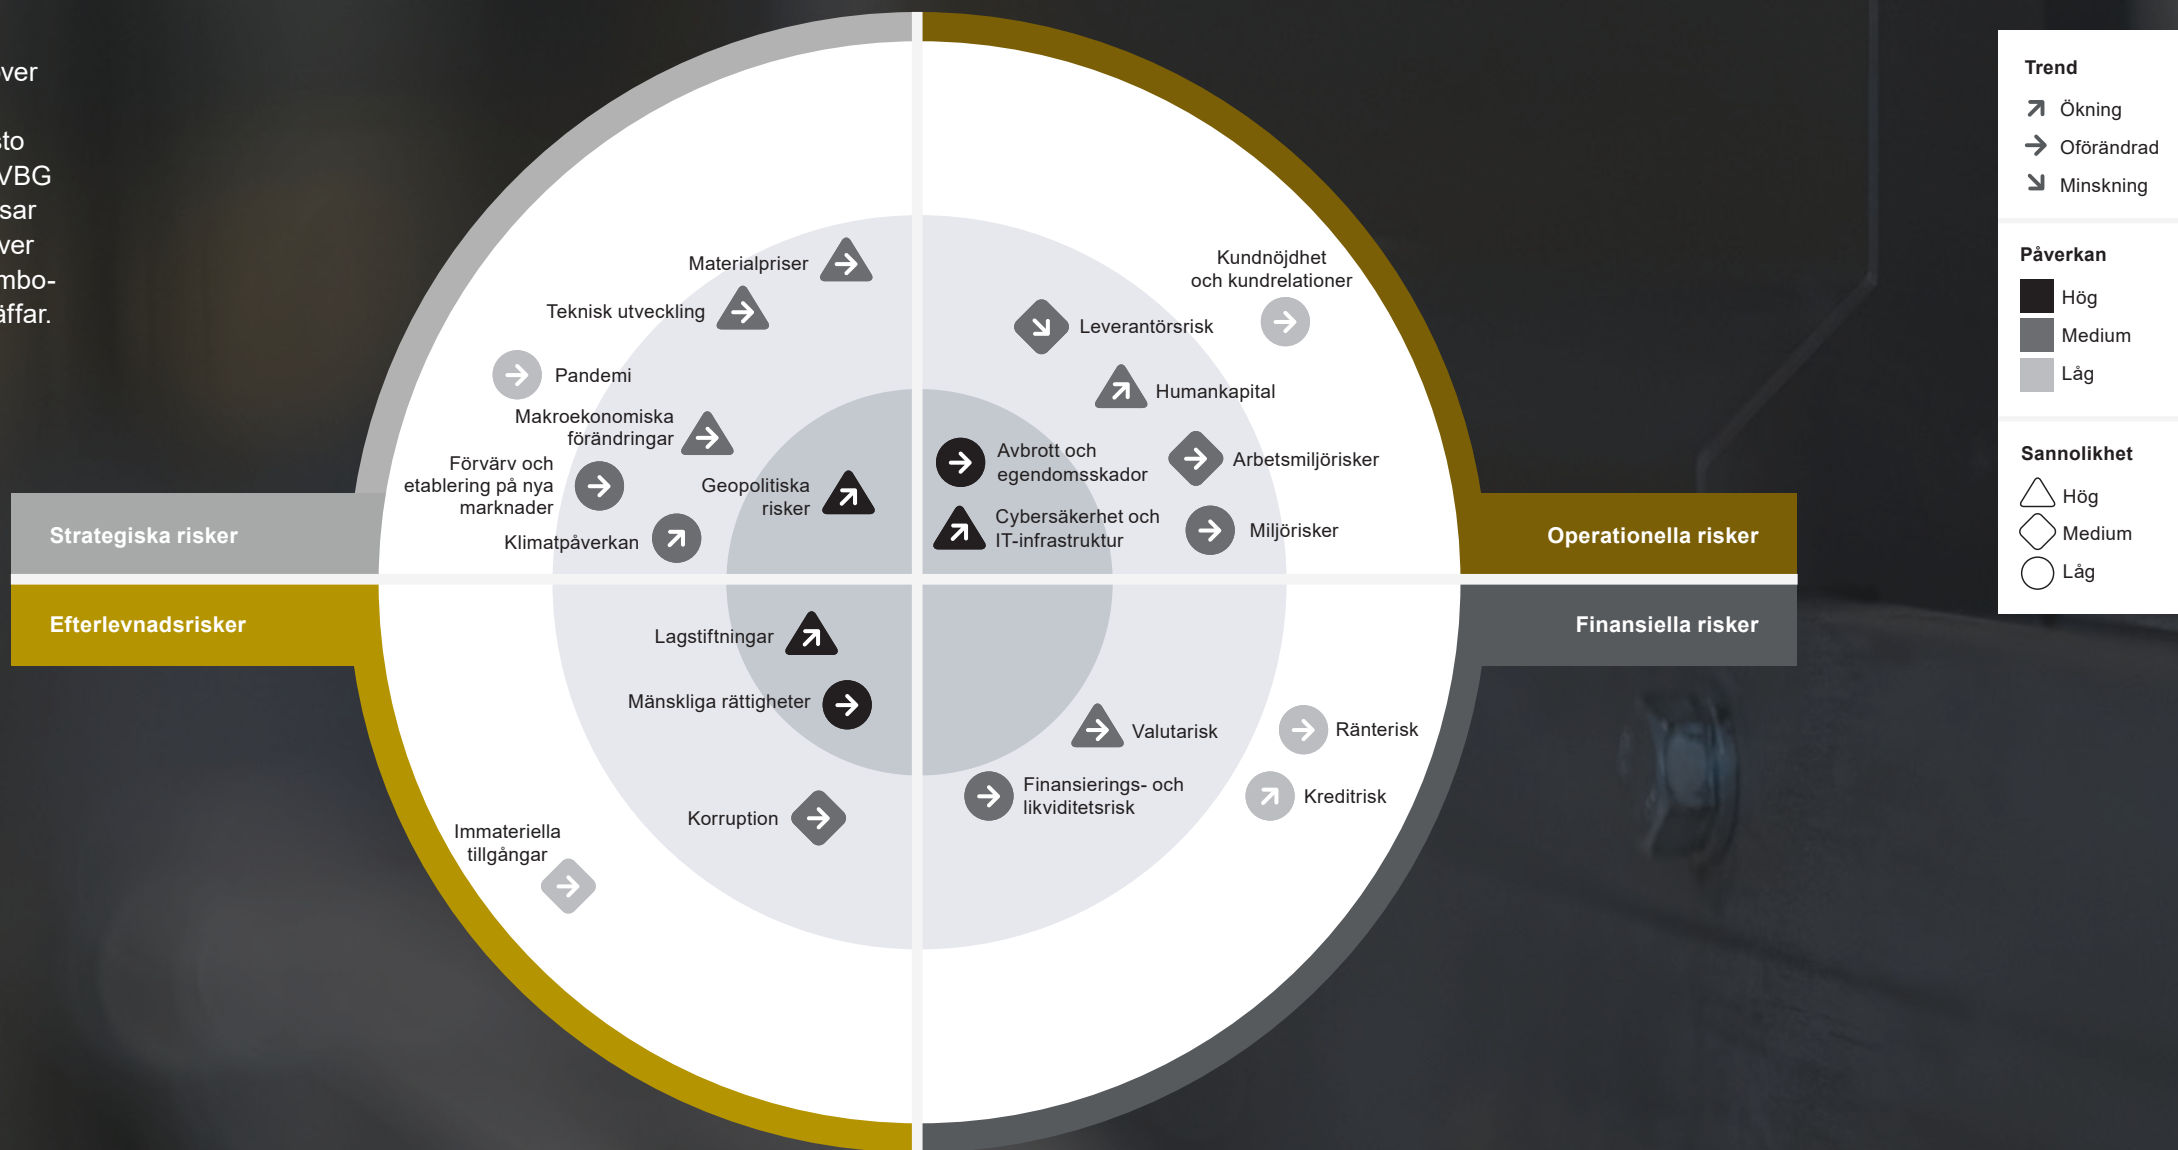 över
sto
VBG
sar
över
mbo-
äffar.
Materialpriser
Teknisk utveckling
Pandemi
Makroekonomiska
förändringar
Förvärv och
etablering på nya
marknader
Geopolitiska
risker
Klimatpåverkan
Kundnöjdhet
och kundrelationer
Leverantörsrisk
Humankapital
Avbrott och
egendomsskador
Arbetsmiljörisker
Cybersäkerhet och
IT-infrastruktur
Miljörisker
Strategiska risker
Operationella risker
Efterlevnadsrisker
Finansiella risker
Lagstiftningar
Mänskliga rättigheter
Korruption
Immateriella
tillgångar
Valutarisk
Ränterisk
Finansierings- och
likviditetsrisk
Kreditrisk
Trend
Ökning
Oförändrad
Minskning
Påverkan
Hög
Medium
Låg
Sannolikhet
Hög
Medium
Låg